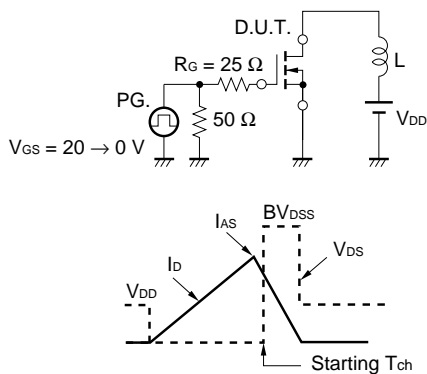 D.U.T.
RG = 25 Ω
L
PG.
50 Ω
VDD
VGS = 20 → 0 V
BVDSS
IAS
ID
VDS
VDD
Starting Tch